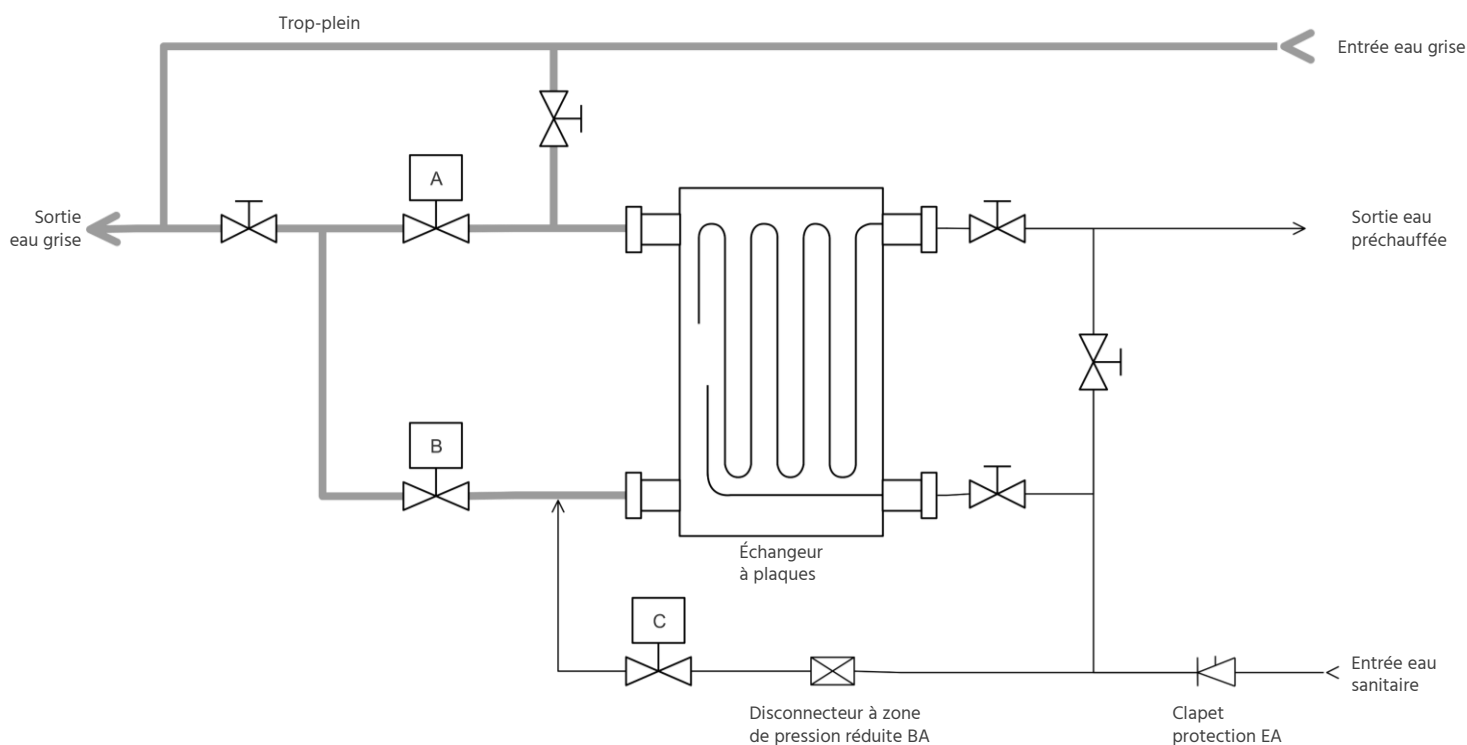 Trop-plein
Entrée eau grise
A
Sortie
eau grise
Sortie eau
préchauffée
B
Échangeur
à plaques
C
Entrée eau
sanitaire
Disconnecteur à zone
de pression réduite BA
Clapet
protection EA